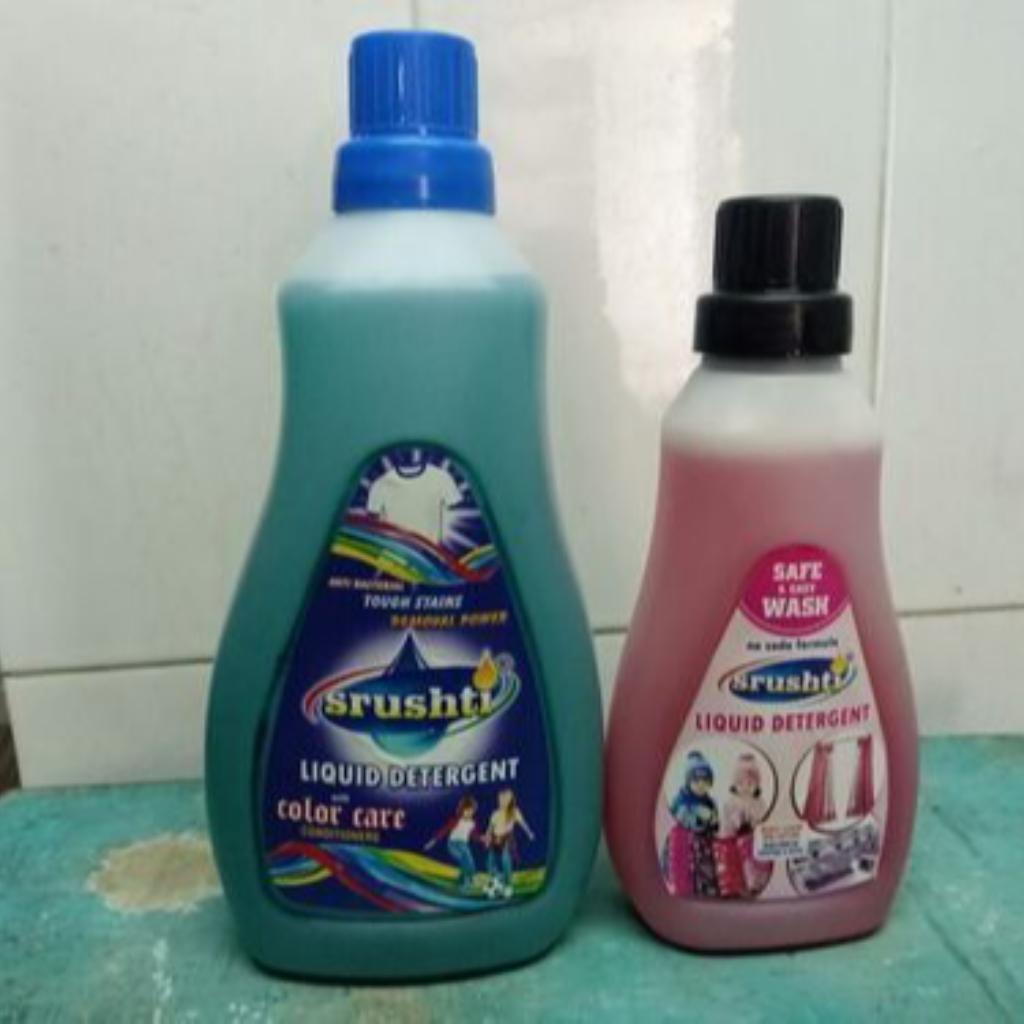 ANTI BACTERIAL
TOUGH STAINS
REMOVAL POWER
srushti
LIQUID DETERGENT
with
color care
CONDITIONERS
SAFE
& EASY
WASH
no soda formula
srushti
LIQUID DETERGENT